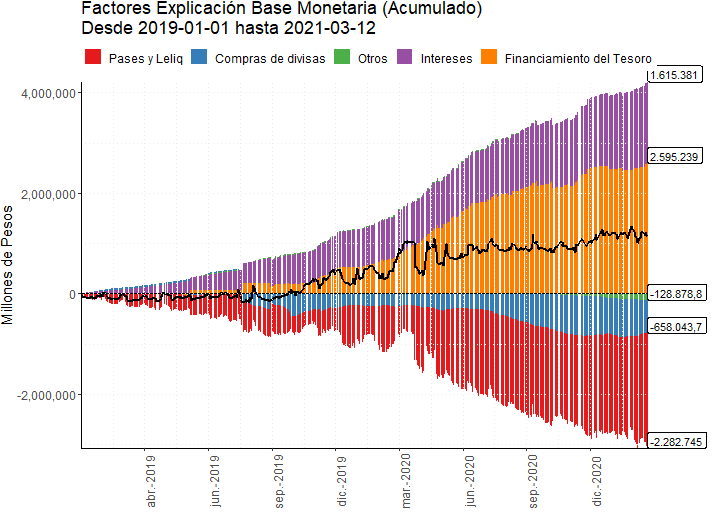 Factores Explicación Base Monetaria (Acumulado)
Desde 2019-01-01 hasta 2021-03-12
Pases y Leliq Compras de divisas Otros Intereses Financiamiento del Tesoro
1.615.381
4,000,000
2.595.239
2,000,000
Millones de Pesos
0
-128.878,8
-658.043,7
-2,000,000
-2.282.745
abr.-2019 jun.-2019 sep.-2019 dic.-2019 mar.-2020 jun.-2020 sep.-2020 dic.-2020